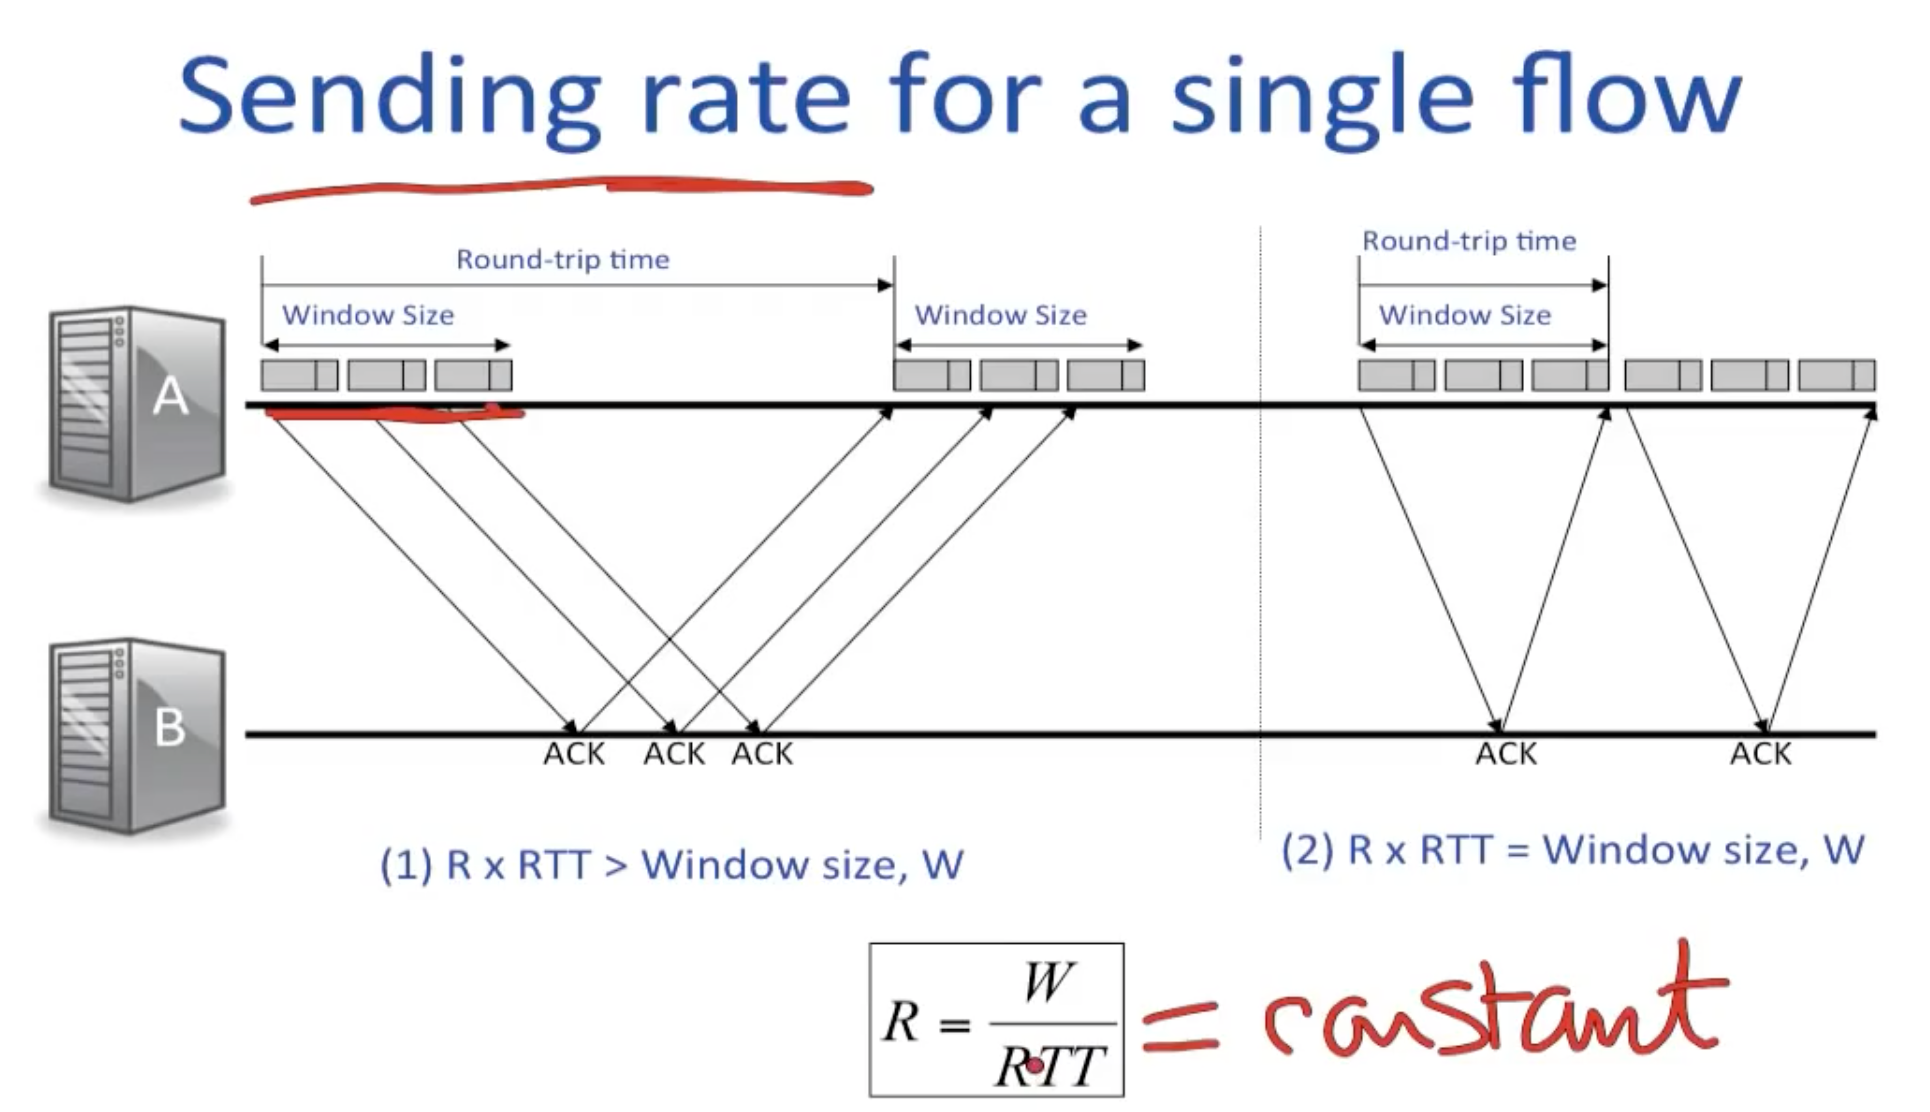 Sending rate for a single flow
Round-trip time
Round-trip time
Window Size
Window Size
Window Size
A
B
ACK
ACK
ACK
ACK
ACK
(1) R x RTT > Window size, W
(2) R x RTT = Window size, W
R = W / RTT = constant